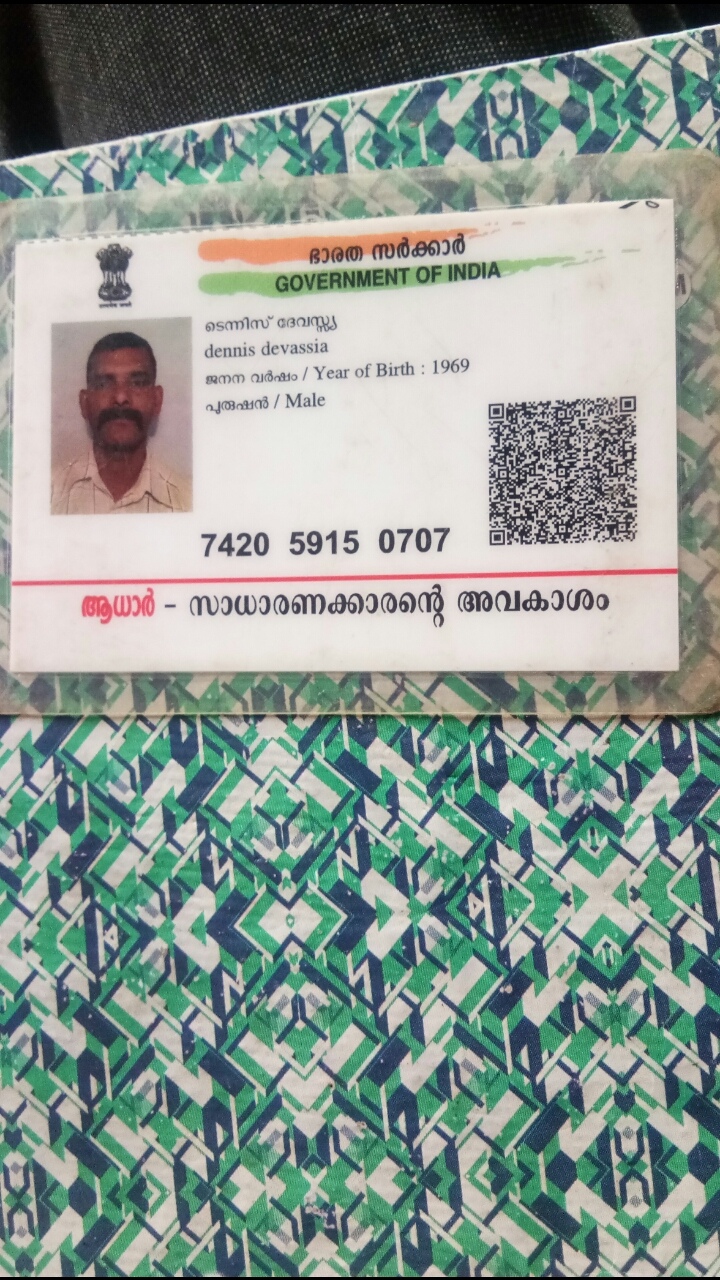 ഭാരത സർക്കാർ
GOVERNMENT OF INDIA
ടെന്നിസ് ദേവസ്സ്യ
dennis devassia
ജനന വർഷം / Year of Birth : 1969
പുരുഷൻ / Male
7420 5915 0707
ആധാർ – സാധാരണക്കാരന്റെ അവകാശം